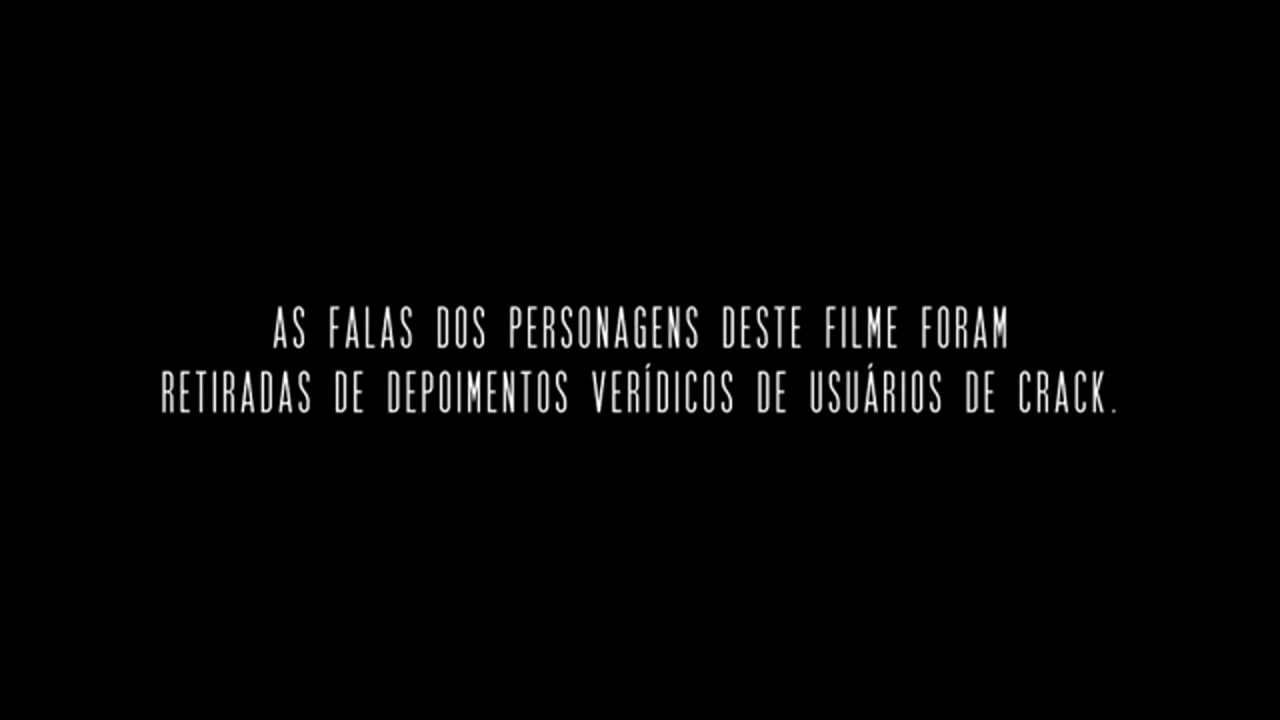 AS FALAS DOS PERSONAGENS DESTE FILME FORAM
RETIRADAS DE DEPOIMENTOS VERÍDICOS DE USUÁRIOS DE CRACK.